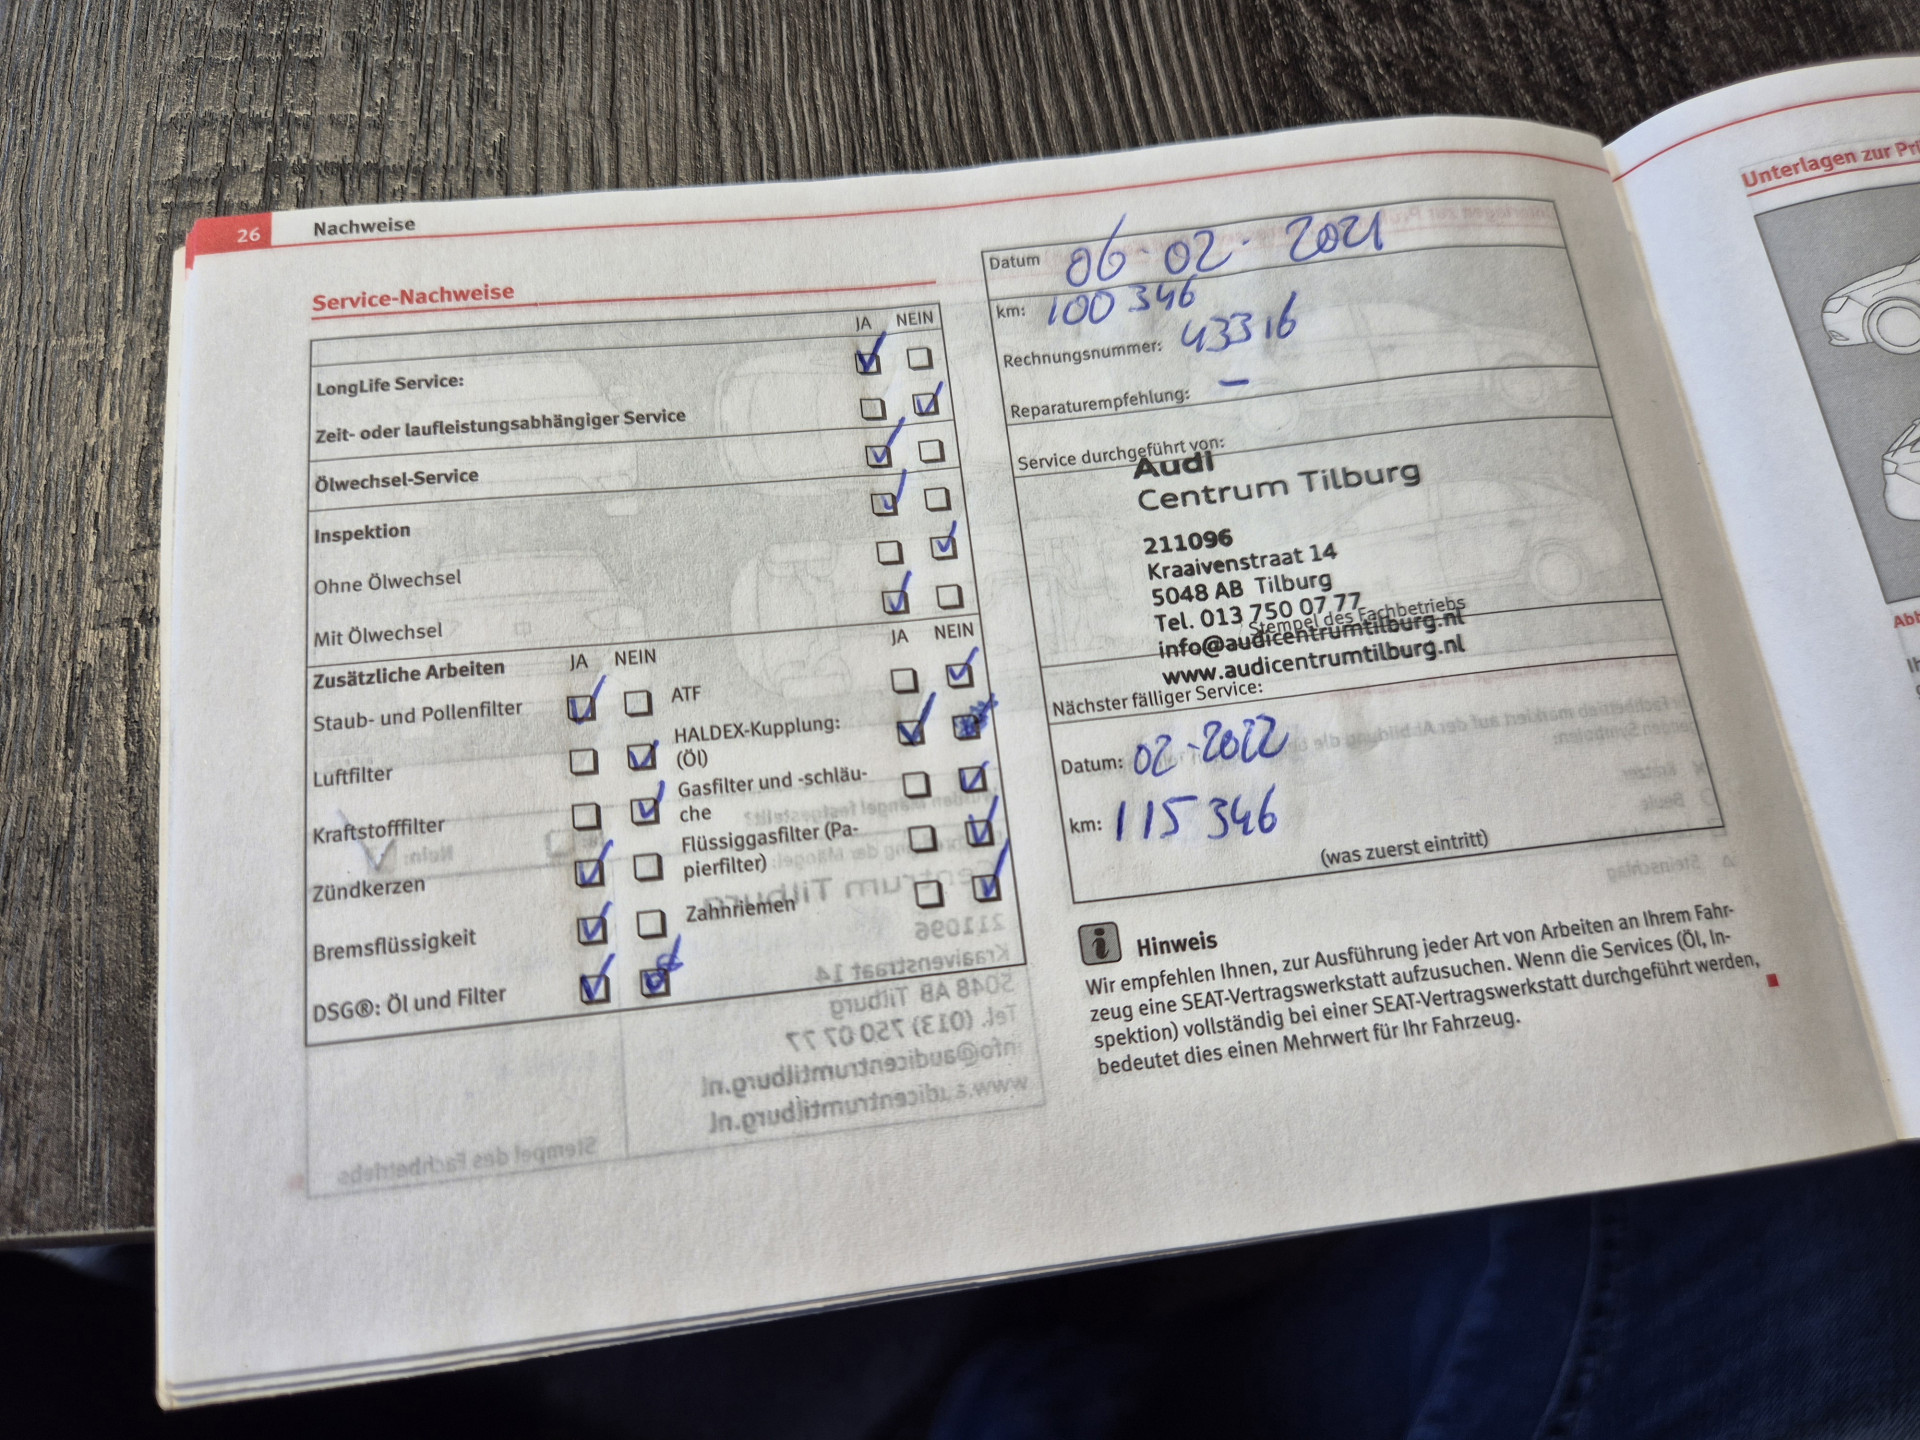 26
Nachweise
Service-Nachweise
JA NEIN
LongLife Service:
Zeit- oder laufleistungsabhängiger Service
Ölwechsel-Service
Inspektion
Ohne Ölwechsel
Mit Ölwechsel
Zusätzliche Arbeiten JA NEIN
Staub- und Pollenfilter
Luftfilter
Kraftstofffilter
Zündkerzen
Bremsflüssigkeit
DSG®: Öl und Filter
JA NEIN
ATF
HALDEX-Kupplung:
(Öl)
Gasfilter und -schläu-
che
Flüssiggasfilter (Pa-
pierfilter)
Zahnriemen
Datum 06-02-2021
km: 100 346
Rechnungsnummer: 43316
Reparaturempfehlung: –
Service durchgeführt von:
Audi
Centrum Tilburg
211096
Kraaivenstraat 14
5048 AB Tilburg
Tel. 013 750 07 77
Stempel des Fachbetriebs
info@audicentrumtilburg.nl
www.audicentrumtilburg.nl
Nächster fälliger Service:
Datum: 02-2022
km: 115 346
(was zuerst eintritt)
Hinweis
Wir empfehlen Ihnen, zur Ausführung jeder Art von Arbeiten an Ihrem Fahr-
zeug eine SEAT-Vertragswerkstatt aufzusuchen. Wenn die Services (Öl, In-
spektion) vollständig bei einer SEAT-Vertragswerkstatt durchgeführt werden,
bedeutet dies einen Mehrwert für Ihr Fahrzeug.
Unterlagen zur